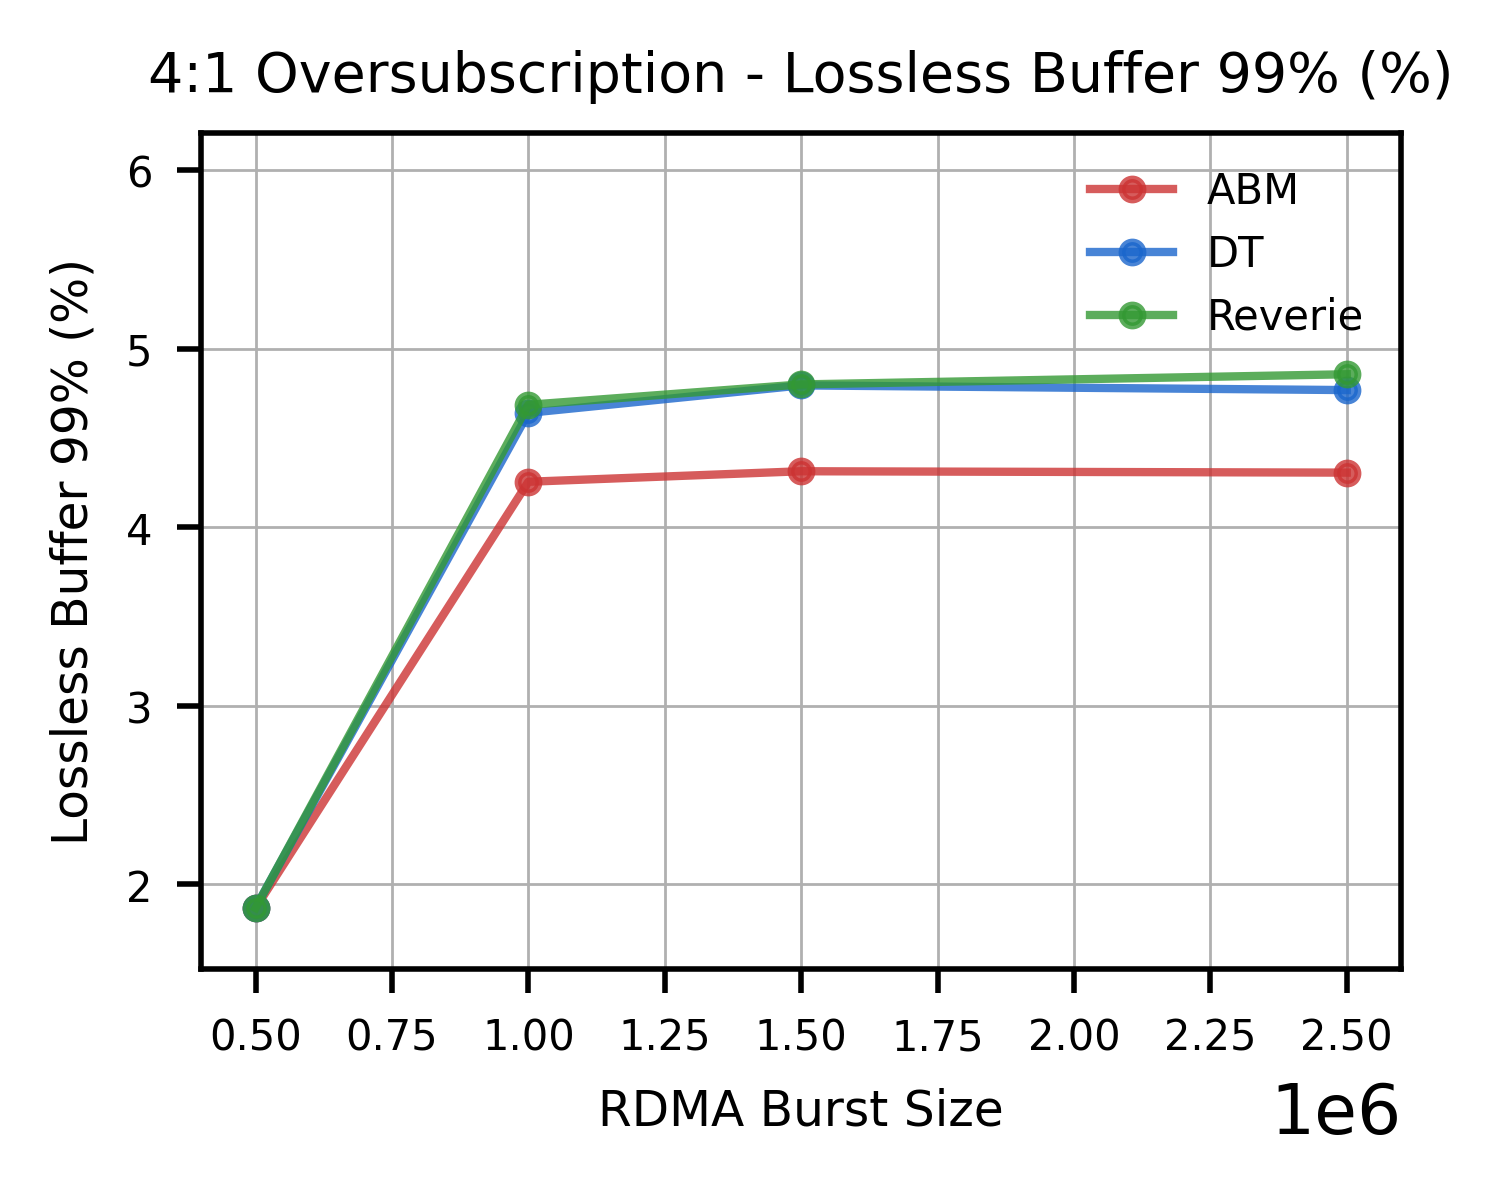 4:1 Oversubscription - Lossless Buffer 99% (%)
Lossless Buffer 99% (%)
6
5
4
3
2
ABM
DT
Reverie
0.50 0.75 1.00 1.25 1.50 1.75 2.00 2.25 2.50
RDMA Burst Size
1e6